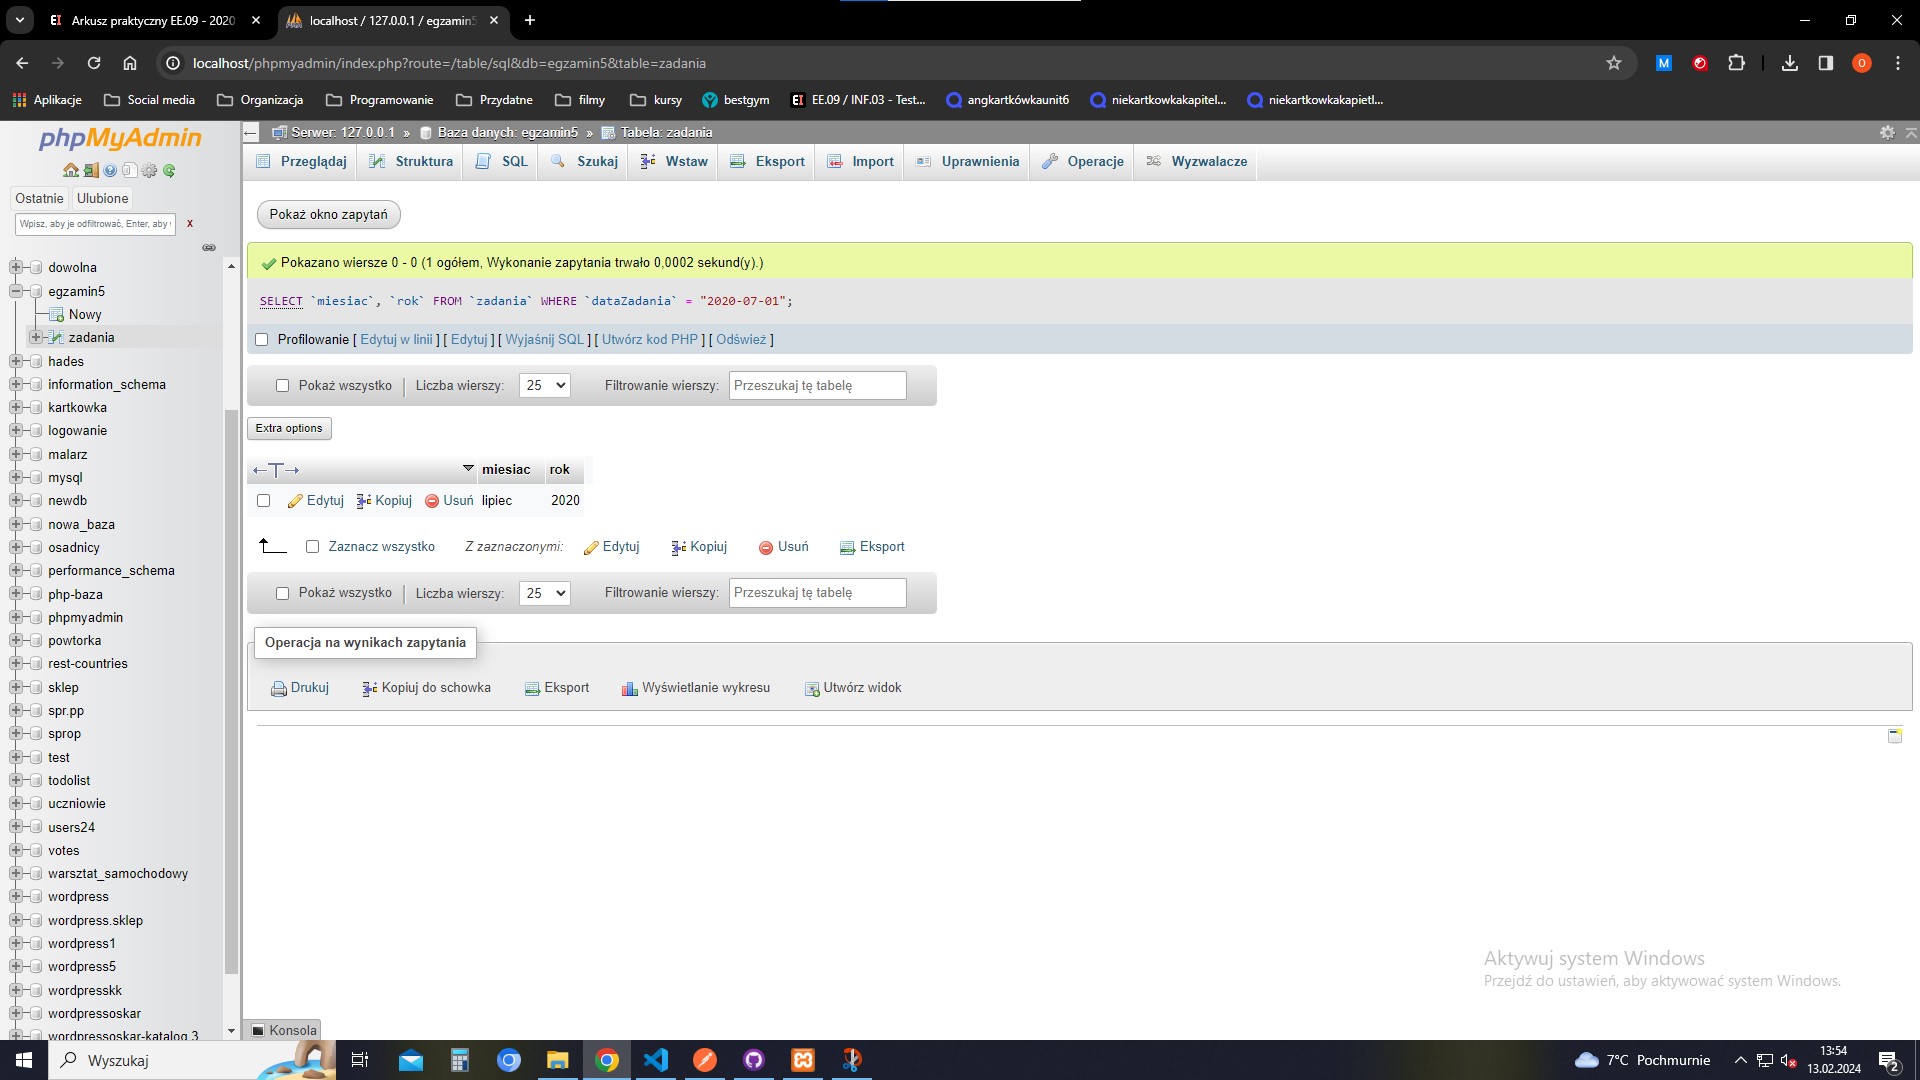 Arkusz praktyczny EE.09 - 2020
localhost / 127.0.0.1 / egzamin5
localhost/phpmyadmin/index.php?route=/table/sql&db=egzamin5&table=zadania
M
O
Aplikacje
Social media
Organizacja
Programowanie
Przydatne
filmy
kursy
bestgym
EE.09 / INF.03 - Test...
angkartkówkaunit6
niekartkowkakapitel...
niekartkowkakapietl...
phpMyAdmin
Ostatnie Ulubione
Wpisz, aby je odfiltrować, Enter, aby
X
dowolna
egzamin5
Nowy
zadania
hades
information_schema
kartkowka
logowanie
malarz
mysql
newdb
nowa_baza
osadnicy
performance_schema
php-baza
phpmyadmin
powtorka
rest-countries
sklep
spr.pp
sprop
test
todolist
uczniowie
users24
votes
warsztat_samochodowy
wordpress
wordpress.sklep
wordpress1
wordpress5
wordpresskk
wordpressoskar
wordpressoskar-katalog 3
Serwer: 127.0.0.1 » Baza danych: egzamin5 » Tabela: zadania
Przeglądaj Struktura SQL Szukaj Wstaw Eksport Import Uprawnienia Operacje Wyzwalacze
Pokaż okno zapytań
Pokazano wiersze 0 - 0 (1 ogółem, Wykonanie zapytania trwało 0,0002 sekund(y).)
SELECT `miesiac`, `rok` FROM `zadania` WHERE `dataZadania` = "2020-07-01";
Profilowanie [ Edytuj w linii ] [ Edytuj ] [ Wyjaśnij SQL ] [ Utwórz kod PHP ] [ Odśwież ]
Pokaż wszystko Liczba wierszy: 25 Filtrowanie wierszy: Przeszukaj tę tabelę
Extra options
←T→ miesiac rok
Edytuj Kopiuj Usuń lipiec 2020
Zaznacz wszystko Z zaznaczonymi: Edytuj Kopiuj Usuń Eksport
Pokaż wszystko Liczba wierszy: 25 Filtrowanie wierszy: Przeszukaj tę tabelę
Operacja na wynikach zapytania
Drukuj Kopiuj do schowka Eksport Wyświetlanie wykresu Utwórz widok
Aktywuj system Windows
Przejdź do ustawień, aby aktywować system Windows.
Konsola
Wyszukaj
7°C Pochmurnie
13:54
13.02.2024
2